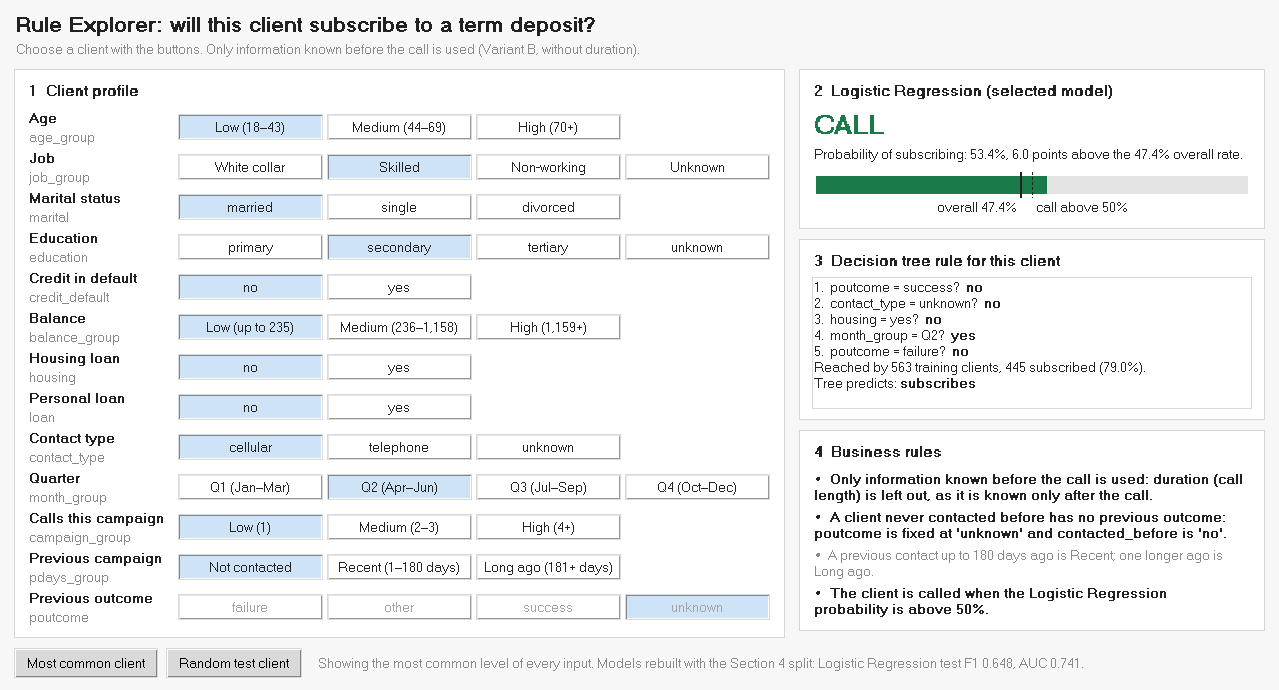 Rule Explorer: will this client subscribe to a term deposit?
Choose a client with the buttons. Only information known before the call is used (Variant B, without duration).
1 Client profile
Age
age_group
Low (18–43)
Medium (44–69)
High (70+)
Job
job_group
White collar
Skilled
Non-working
Unknown
Marital status
marital
married
single
divorced
Education
education
primary
secondary
tertiary
unknown
Credit in default
credit_default
no
yes
Balance
balance_group
Low (up to 235)
Medium (236–1,158)
High (1,159+)
Housing loan
housing
no
yes
Personal loan
loan
no
yes
Contact type
contact_type
cellular
telephone
unknown
Quarter
month_group
Q1 (Jan–Mar)
Q2 (Apr–Jun)
Q3 (Jul–Sep)
Q4 (Oct–Dec)
Calls this campaign
campaign_group
Low (1)
Medium (2–3)
High (4+)
Previous campaign
pdays_group
Not contacted
Recent (1–180 days)
Long ago (181+ days)
Previous outcome
poutcome
failure
other
success
unknown
2 Logistic Regression (selected model)
CALL
Probability of subscribing: 53.4%, 6.0 points above the 47.4% overall rate.
overall 47.4%
call above 50%
3 Decision tree rule for this client
1. poutcome = success? no
2. contact_type = unknown? no
3. housing = yes? no
4. month_group = Q2? yes
5. poutcome = failure? no
Reached by 563 training clients, 445 subscribed (79.0%).
Tree predicts: subscribes
4 Business rules
• Only information known before the call is used: duration (call
length) is left out, as it is known only after the call.
• A client never contacted before has no previous outcome:
poutcome is fixed at 'unknown' and contacted_before is 'no'.
• A previous contact up to 180 days ago is Recent; one longer ago is
Long ago.
• The client is called when the Logistic Regression
probability is above 50%.
Most common client
Random test client
Showing the most common level of every input. Models rebuilt with the Section 4 split: Logistic Regression test F1 0.648, AUC 0.741.